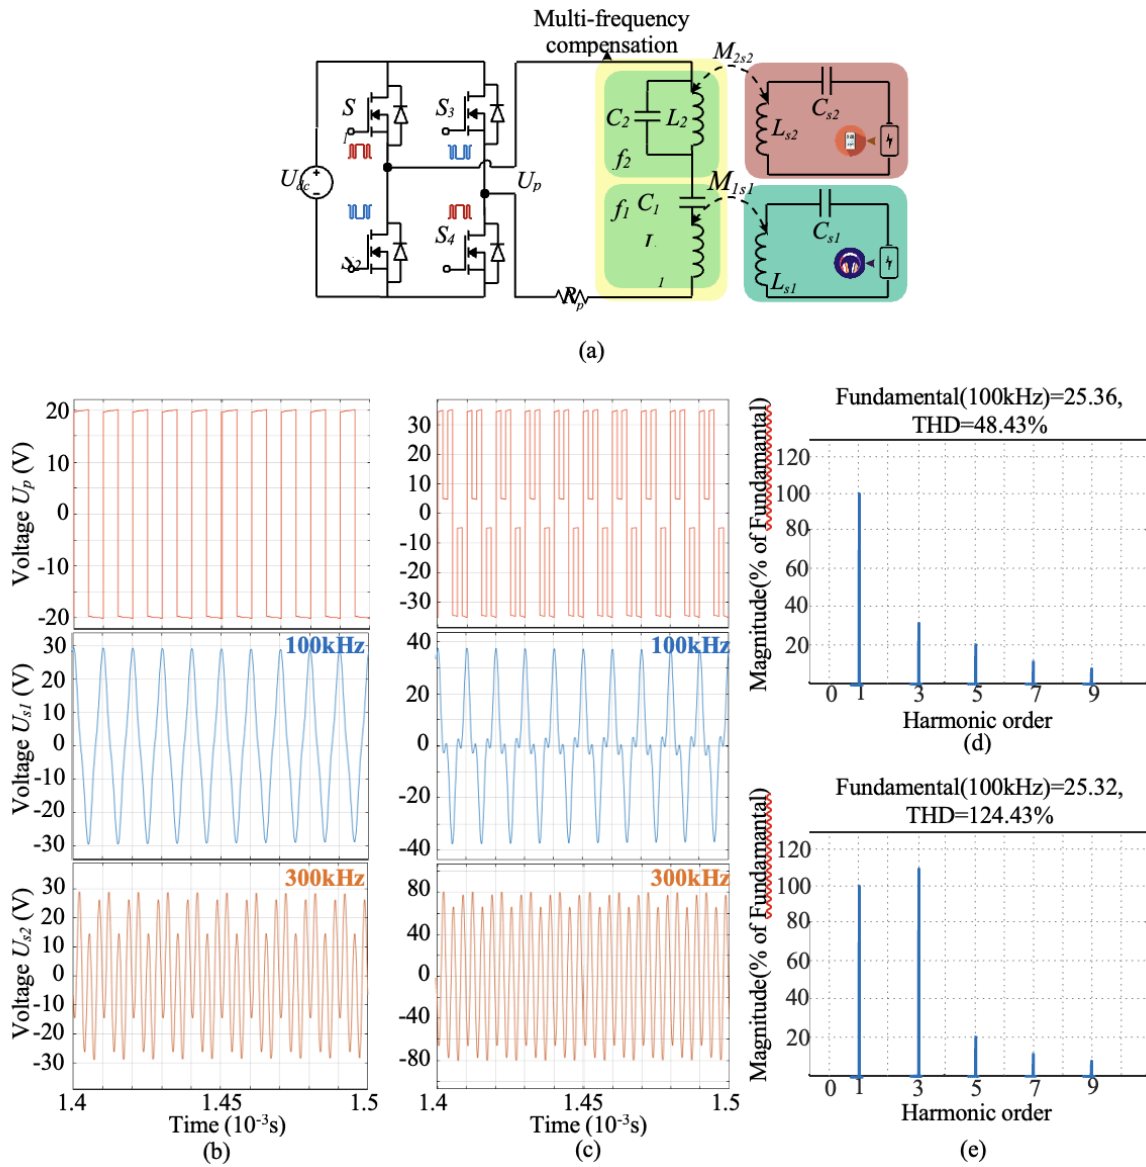 Multi-frequency
compensation
M2s2
S
1
S3
C2
L2
Cs2
Ls2
f2
Udc
Up
M1s1
f1
C1
Cs1
S2
S4
L
1
Ls1
Rp
(a)
Voltage Up (V)
20
10
0
-10
-20
Voltage Us1 (V)
100kHz
30
20
10
0
-10
-20
30
Voltage Us2 (V)
300kHz
30
20
10
0
-10
-20
-30
1.4
1.45
1.5
Time (10-3s)
(b)
30
20
10
0
-10
-20
-30
100kHz
40
20
0
-20
-40
300kHz
80
40
0
-40
-80
1.4
1.45
1.5
Time (10-3s)
(c)
Fundamental(100kHz)=25.36,
THD=48.43%
Magnitude(% of Fundamantal)
120
100
80
60
40
20
0
1
3
5
7
9
Harmonic order
(d)
Fundamental(100kHz)=25.32,
THD=124.43%
Magnitude(% of Fundamantal)
120
100
80
60
40
20
0
1
3
5
7
9
Harmonic order
(e)